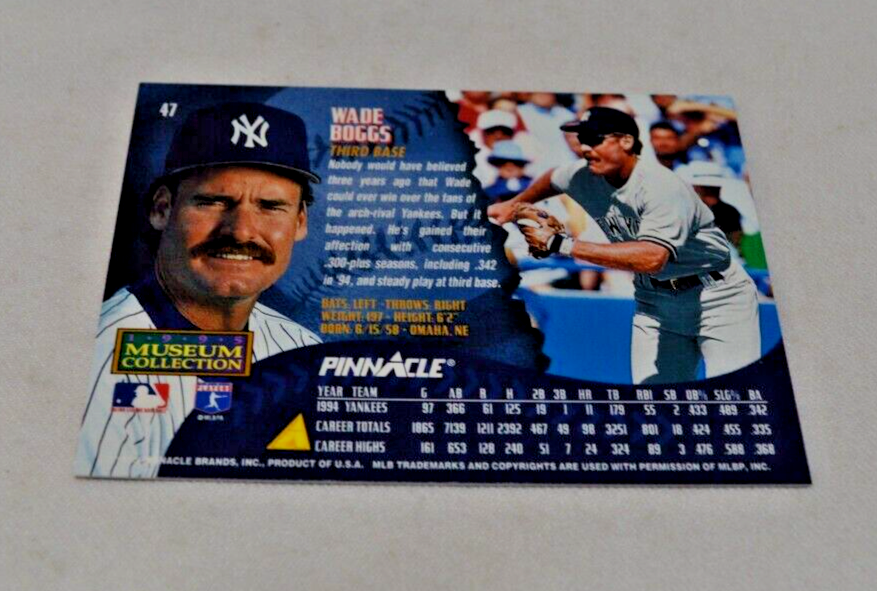 47
NY
WADE
BOGGS
THIRD BASE
Nobody would have believed
three years ago that Wade
could ever win over the fans of
the arch-rival Yankees. But it
happened. He's gained their
affection with consecutive
.300-plus seasons, including .342
in '94, and steady play at third base.
BATS: LEFT · THROWS: RIGHT
WEIGHT: 197 · HEIGHT: 6'2"
BORN: 6/15/58 · OMAHA, NE
1·9·9·5
MUSEUM
COLLECTION
PINNACLE®
YEAR TEAM G AB R H 2B 3B HR TB RBI SB OB% SLG% BA
1994 YANKEES 97 366 61 125 19 1 11 179 55 2 .433 .489 .342
CAREER TOTALS 1865 7139 1211 2392 467 49 98 3251 801 18 .424 .455 .335
CAREER HIGHS 161 653 128 240 51 7 24 324 89 3 .476 .588 .368
PLAYERS
©MLBPA
NACLE BRANDS, INC., PRODUCT OF U.S.A. MLB TRADEMARKS AND COPYRIGHTS ARE USED WITH PERMISSION OF MLBP, INC.